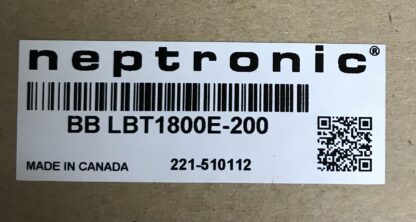 neptronic®
BB LBT1800E-200
MADE IN CANADA 221-510112